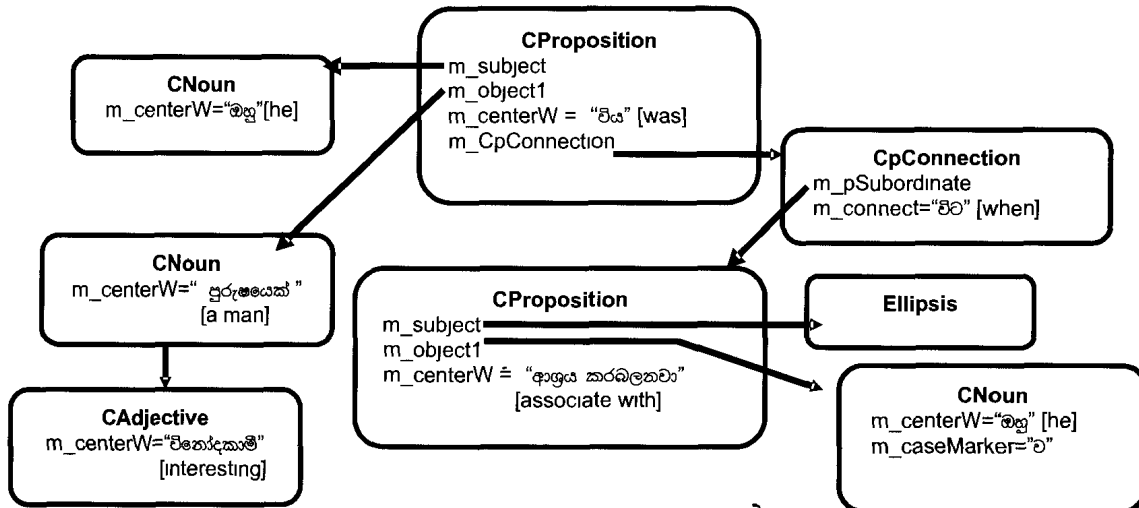 CProposition
m_subject
m_object1
m_centerW = “විය” [was]
m_CpConnection
CNoun
m_centerW=“ඔහු”[he]
CpConnection
m_pSubordinate
m_connect=“විට” [when]
CNoun
m_centerW=“ පුරුෂයෙක් ”
[a man]
CProposition
m_subject
m_object1
m_centerW = “ආශ්‍රය කරබලනවා”
[associate with]
Ellipsis
CAdjective
m_centerW=“විනෝදකාමී”
[interesting]
CNoun
m_centerW=“ඔහු” [he]
m_caseMarker=“ව”